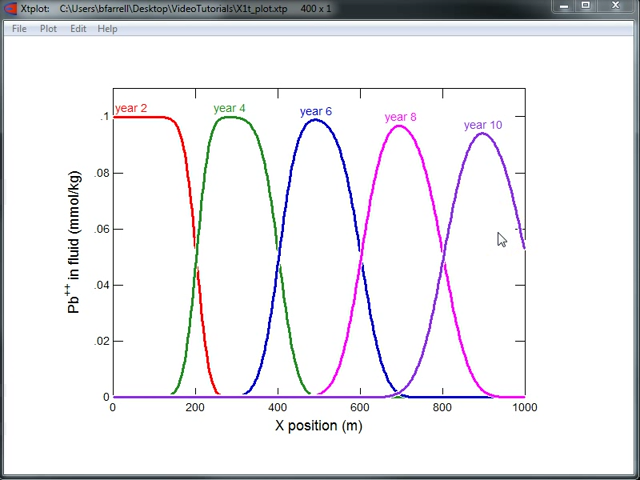 Xtplot: C:\Users\bfarrell\Desktop\VideoTutorials\X1t_plot.xtp 400 x 1
File Plot Edit Help
year 2 year 4 year 6 year 8 year 10
.1
.08
.06
.04
.02
0
Pb++ in fluid (mmol/kg)
0 200 400 600 800 1000
X position (m)